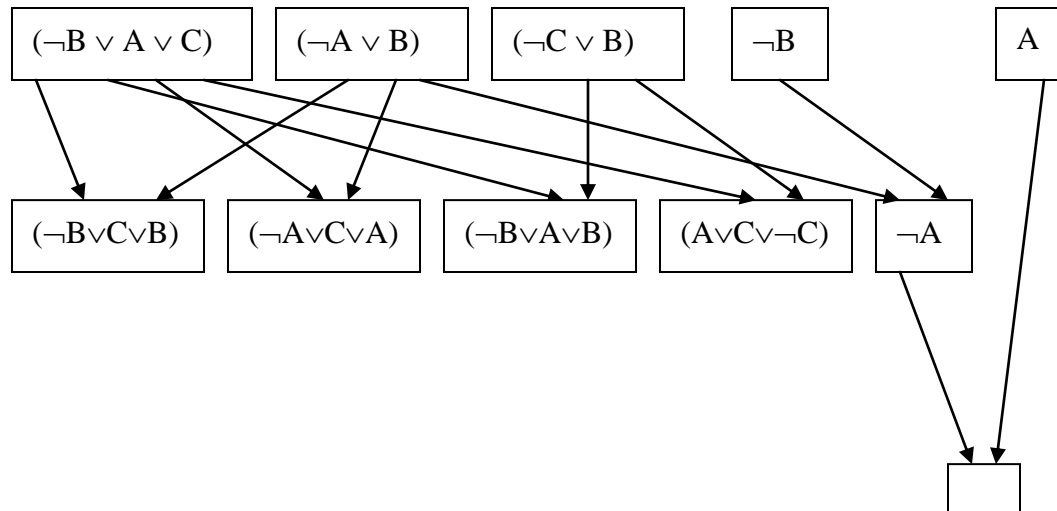 (¬B ∨ A ∨ C)
(¬A ∨ B)
(¬C ∨ B)
¬B
A
(¬B∨C∨B)
(¬A∨C∨A)
(¬B∨A∨B)
(A∨C∨¬C)
¬A